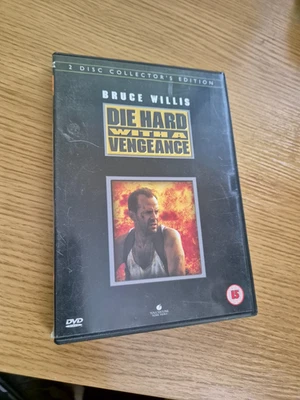 2 DISC COLLECTOR'S EDITION
BRUCE WILLIS
DIE HARD
WITH A
VENGEANCE
DVD
15